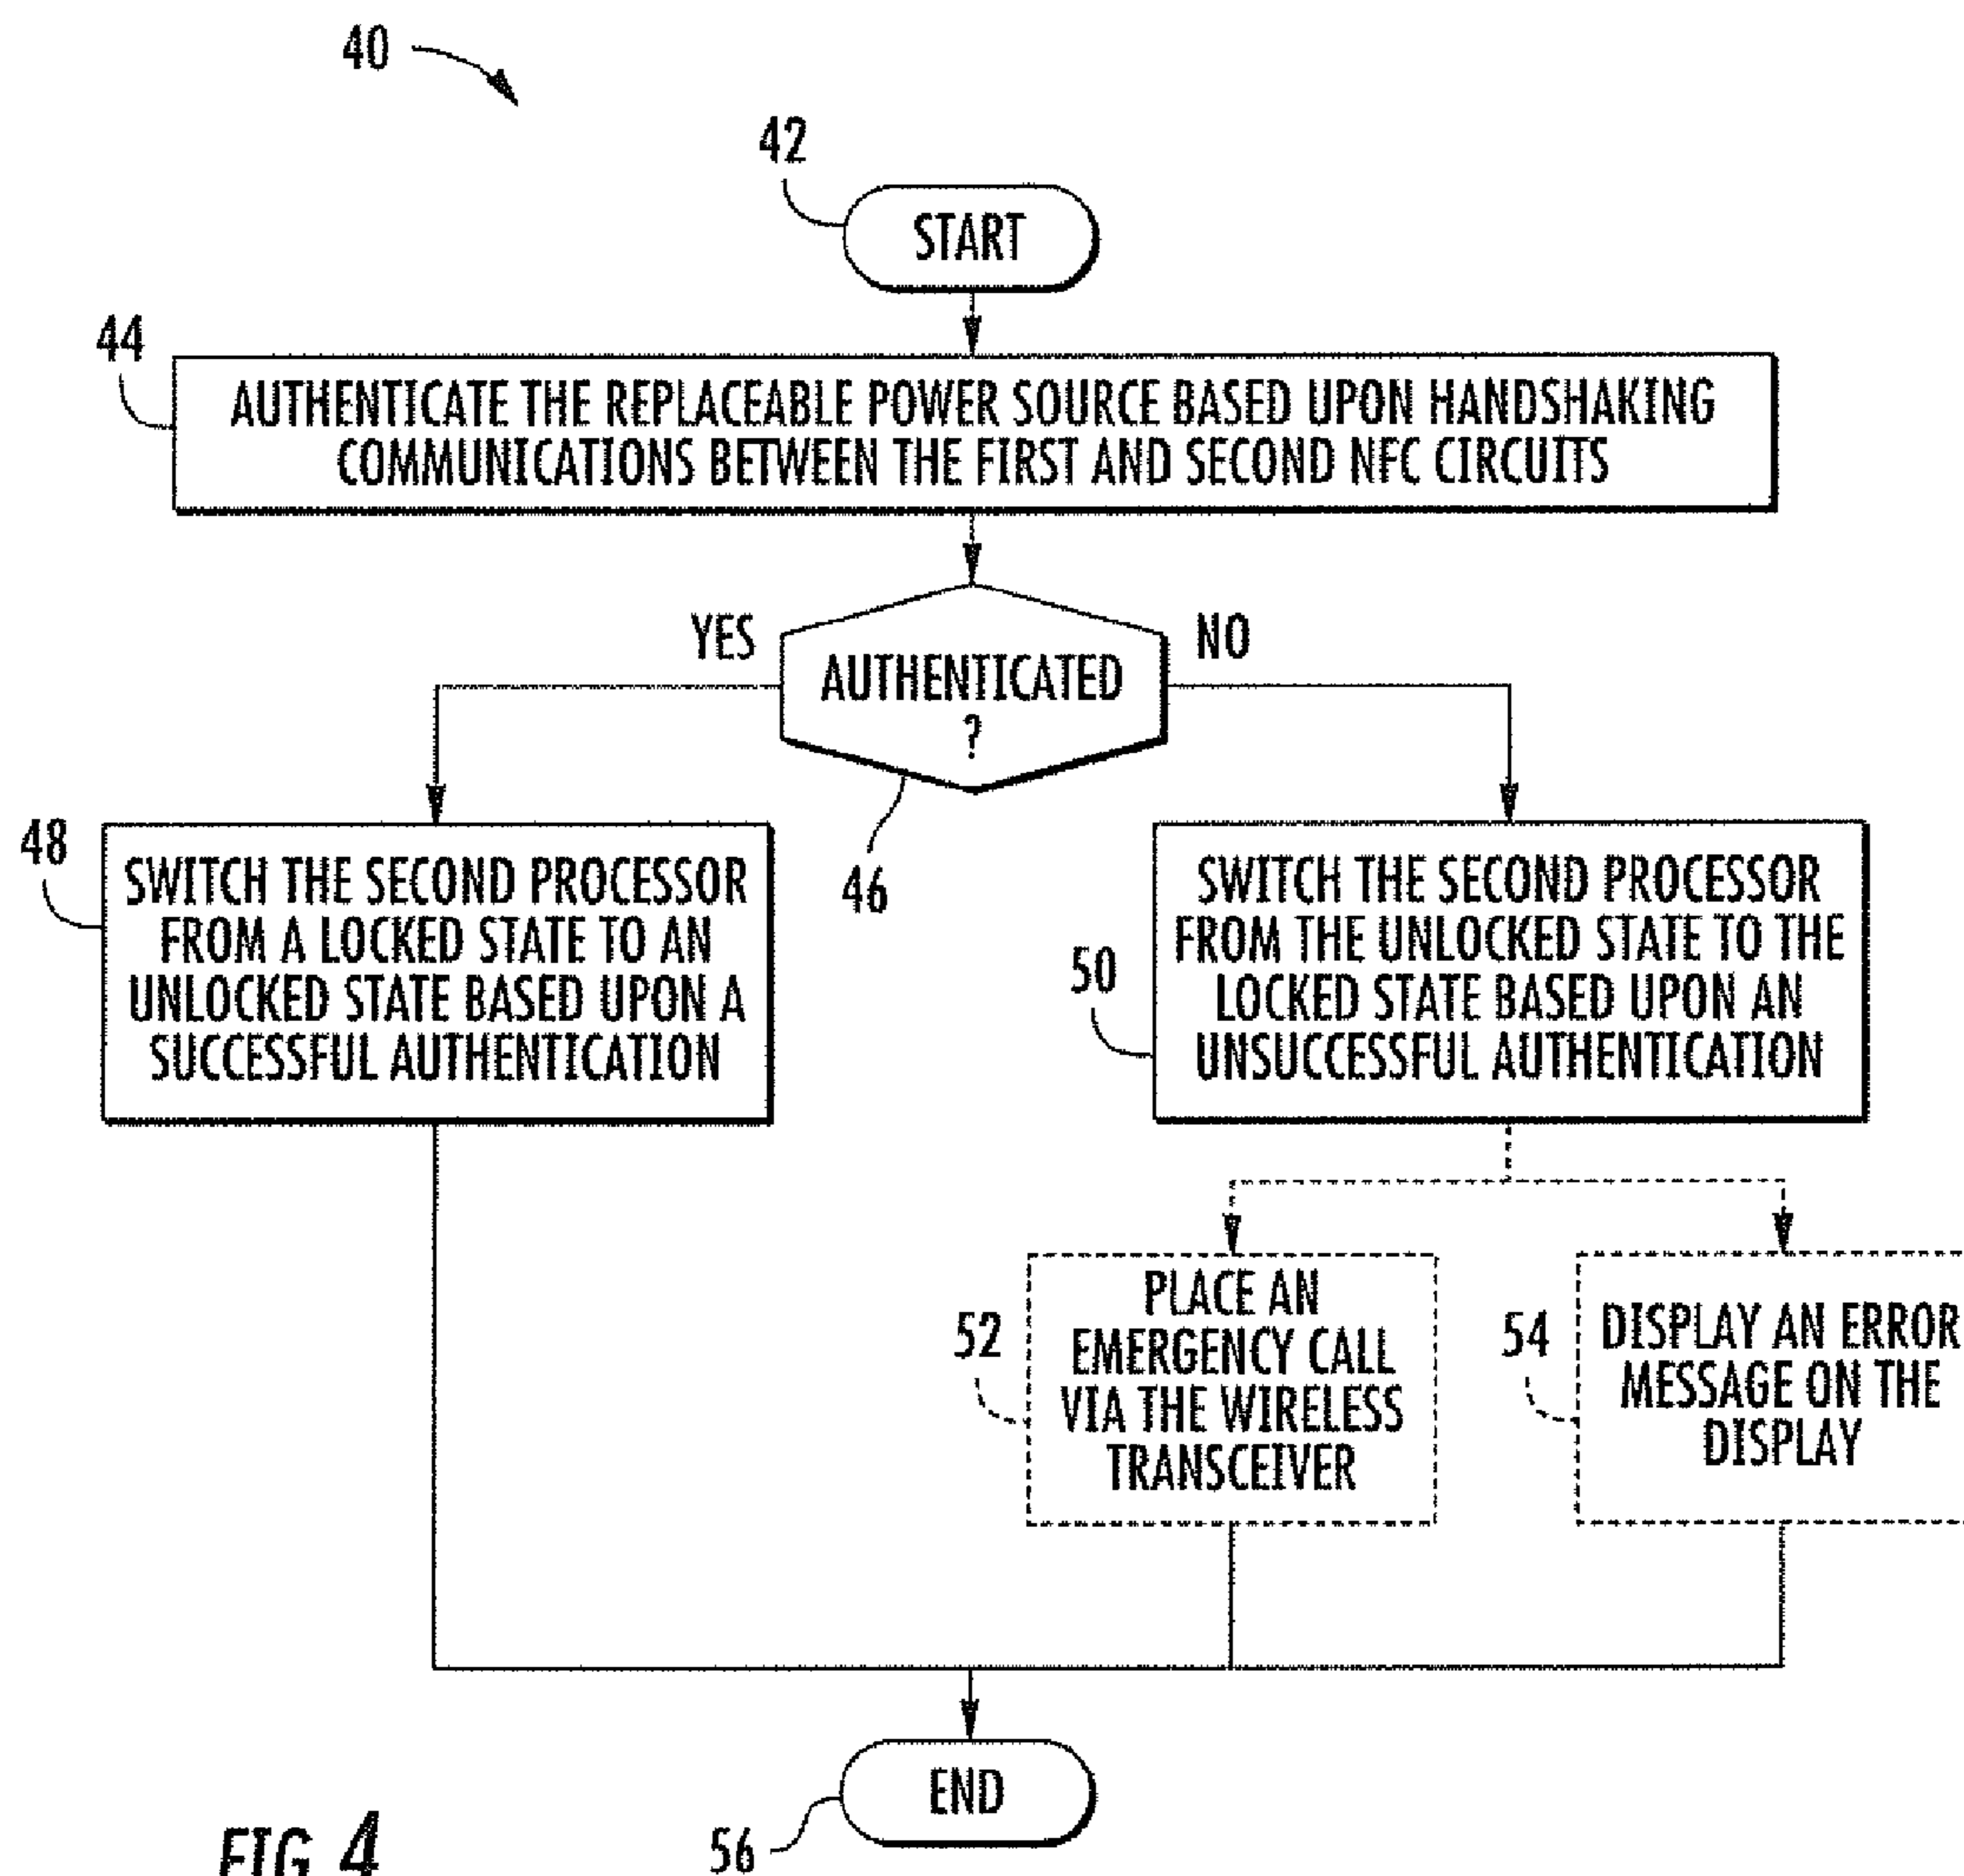 40
42
START
44
AUTHENTICATE THE REPLACEABLE POWER SOURCE BASED UPON HANDSHAKING
COMMUNICATIONS BETWEEN THE FIRST AND SECOND NFC CIRCUITS
YES
NO
AUTHENTICATED
?
46
48
SWITCH THE SECOND PROCESSOR
FROM A LOCKED STATE TO AN
UNLOCKED STATE BASED UPON A
SUCCESSFUL AUTHENTICATION
50
SWITCH THE SECOND PROCESSOR
FROM THE UNLOCKED STATE TO THE
LOCKED STATE BASED UPON AN
UNSUCCESSFUL AUTHENTICATION
52
PLACE AN
EMERGENCY CALL
VIA THE WIRELESS
TRANSCEIVER
54
DISPLAY AN ERROR
MESSAGE ON THE
DISPLAY
END
56
FIG. 4